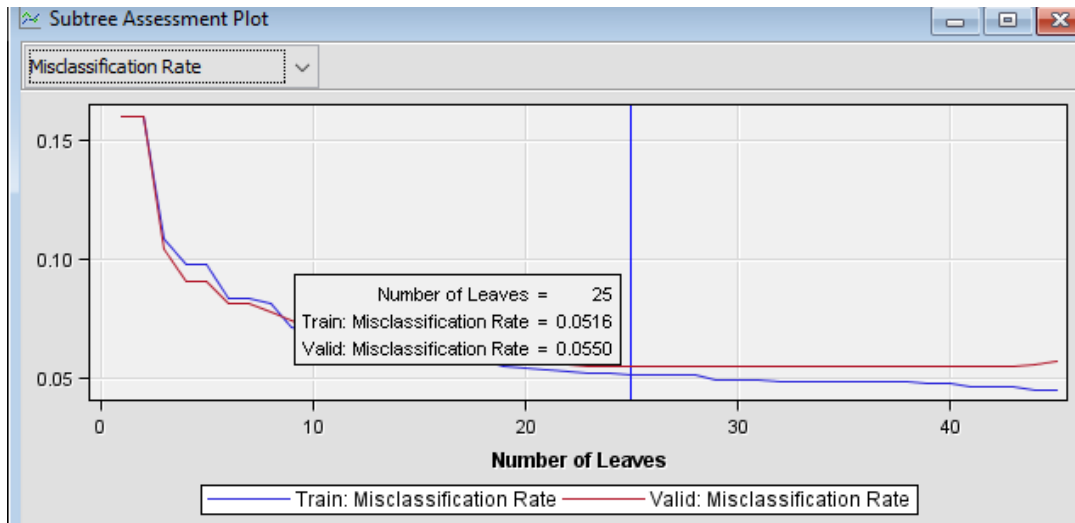 Subtree Assessment Plot
Misclassification Rate
0.15
0.10
0.05
Number of Leaves = 25
Train: Misclassification Rate = 0.0516
Valid: Misclassification Rate = 0.0550
0 10 20 30 40
Number of Leaves
Train: Misclassification Rate Valid: Misclassification Rate